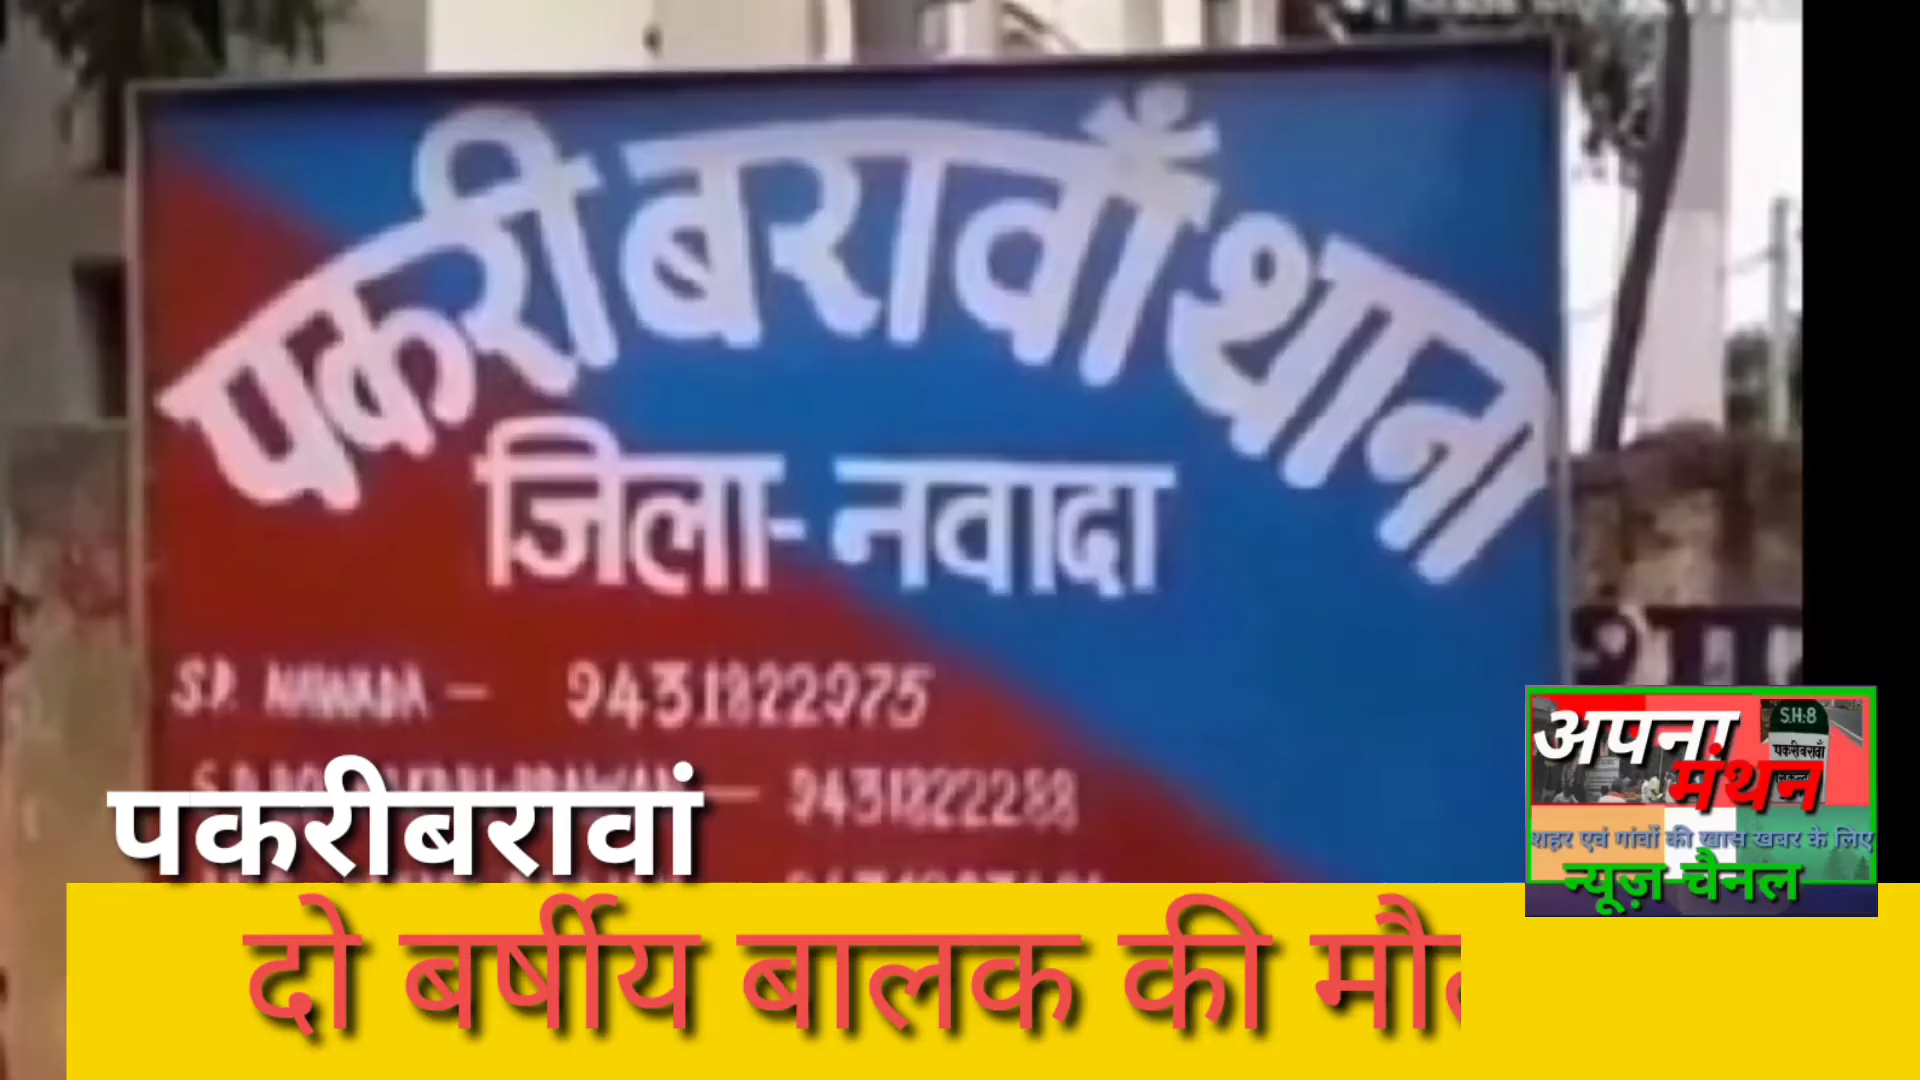 पकरीबरावाँ थाना
जिला-नवादा
S.P. NAWADA - 9431822975
9431822288
पकरीबरावां
दो बर्षीय बालक की
अपना
मंथन
S.H:8
पकरीबरावाँ
शहर एवं गांवों की खास खबर के लिए
न्यूज़ चैनल